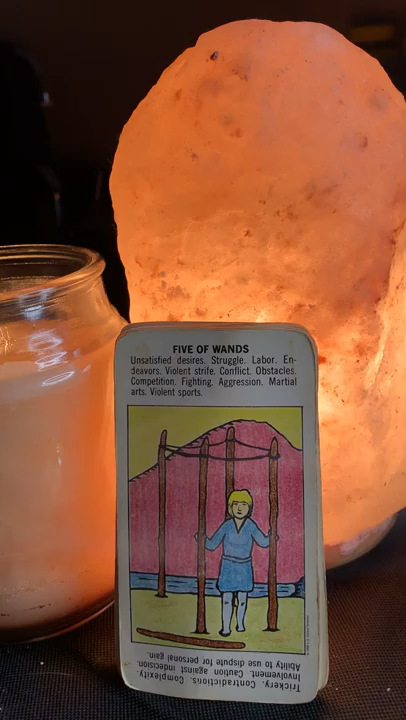 FIVE OF WANDS
Unsatisfied desires. Struggle. Labor. En-
deavors. Violent strife. Conflict. Obstacles.
Competition. Fighting. Aggression. Martial
arts. Violent sports.
Trickery. Contradictions. Complexity.
Involvement. Caution against indecision.
Ability to use dispute for personal gain.